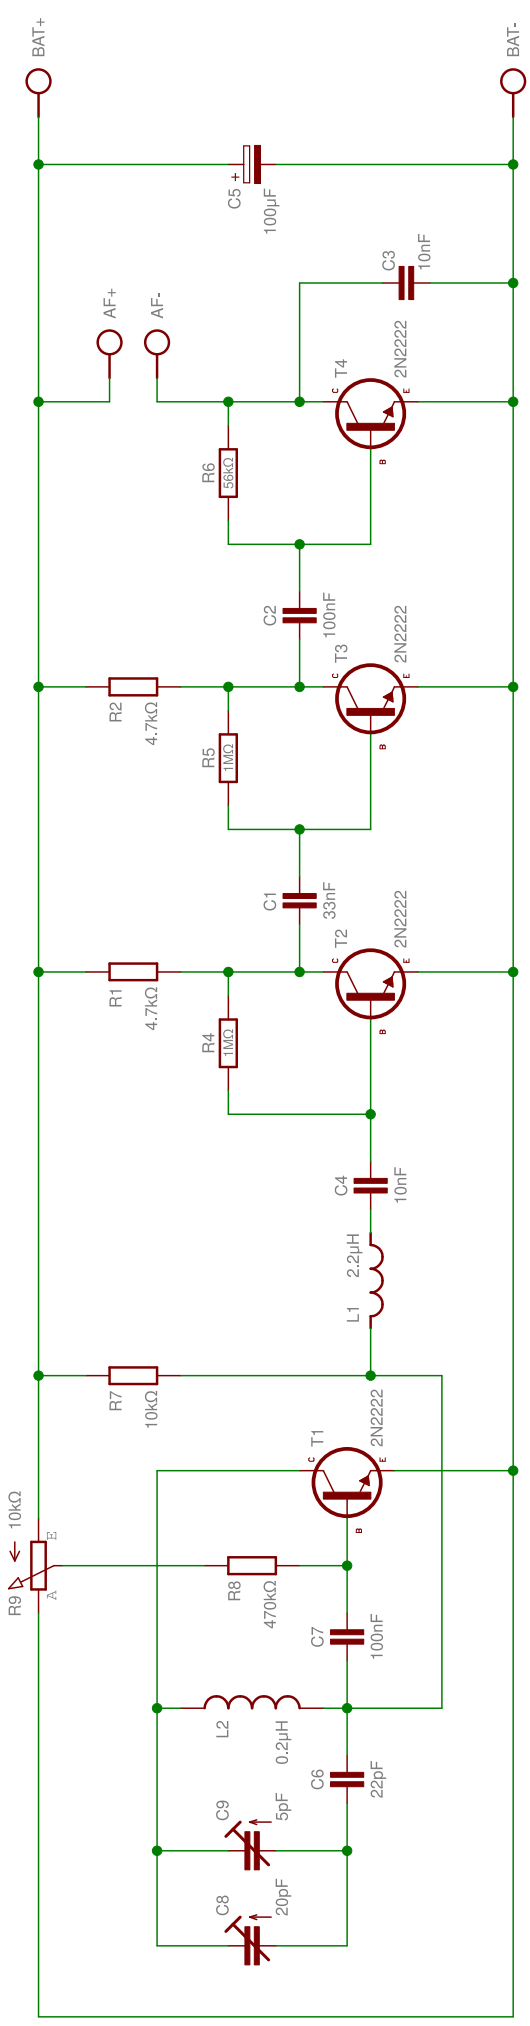 BAT+
BAT-
C5
+
100µF
C3
10nF
AF+
AF-
T4
2N2222
C
B
E
R6
56kΩ
C2
100nF
T3
2N2222
C
B
E
R2
4.7kΩ
R5
1MΩ
C1
33nF
T2
2N2222
C
B
E
R1
4.7kΩ
R4
1MΩ
C4
10nF
L1
2.2µH
R7
10kΩ
T1
2N2222
C
B
E
R9
10kΩ
A
E
R8
470kΩ
C7
100nF
L2
0.2µH
C6
22pF
C9
5pF
C8
20pF